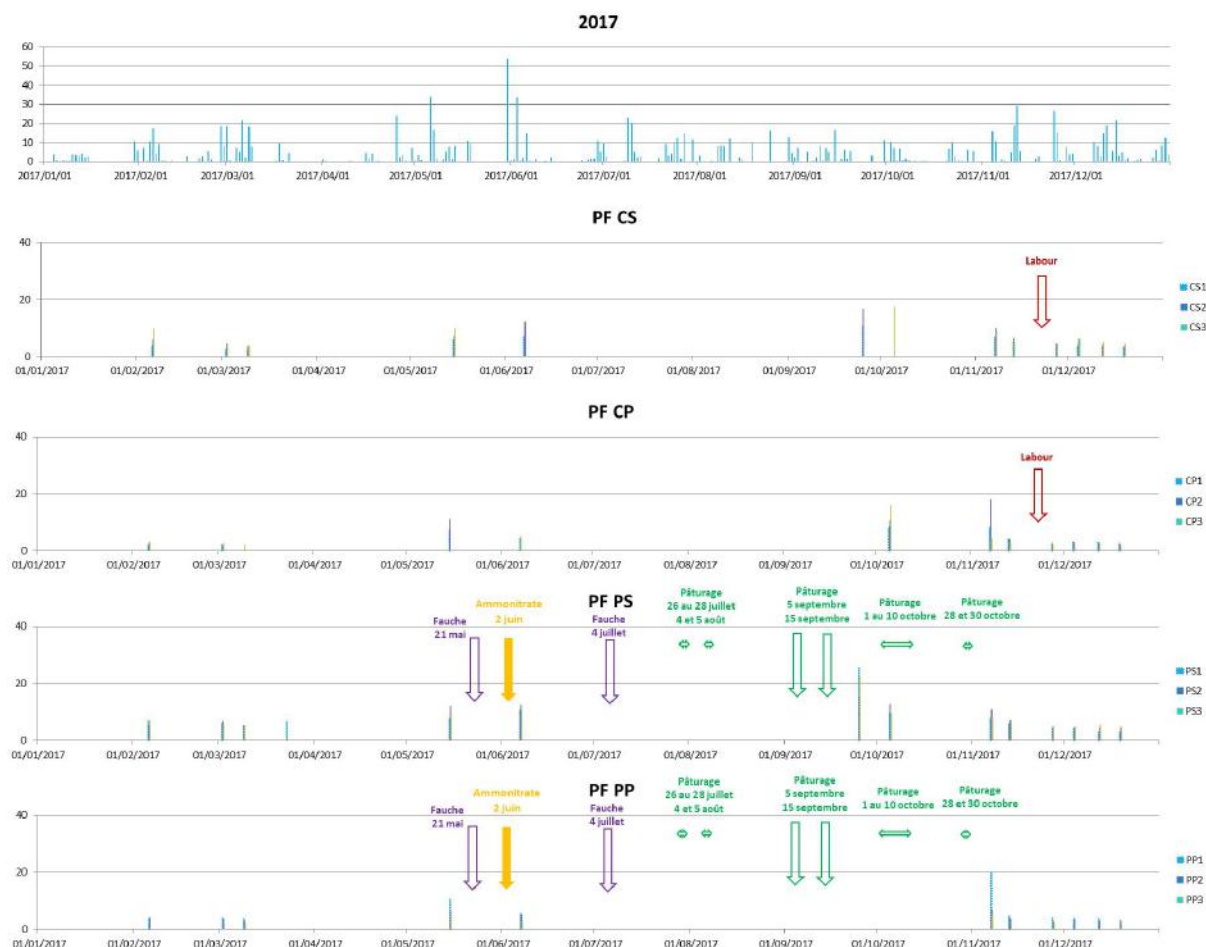 2017
60
50
40
30
20
10
0
2017/01/01 2017/02/01 2017/03/01 2017/04/01 2017/05/01 2017/06/01 2017/07/01 2017/08/01 2017/09/01 2017/10/01 2017/11/01 2017/12/01
PF CS
40
20
0
Labour
CS1
CS2
CS3
01/01/2017 01/02/2017 01/03/2017 01/04/2017 01/05/2017 01/06/2017 01/07/2017 01/08/2017 01/09/2017 01/10/2017 01/11/2017 01/12/2017
PF CP
40
20
0
Labour
CP1
CP2
CP3
01/01/2017 01/02/2017 01/03/2017 01/04/2017 01/05/2017 01/06/2017 01/07/2017 01/08/2017 01/09/2017 01/10/2017 01/11/2017 01/12/2017
PF PS
Fauche
21 mai
Ammonitrate
2 juin
Fauche
4 juillet
Pâturage
26 au 28 juillet
4 et 5 août
Pâturage
5 septembre
15 septembre
Pâturage
1 au 10 octobre
Pâturage
28 et 30 octobre
40
20
0
PS1
PS2
PS3
01/01/2017 01/02/2017 01/03/2017 01/04/2017 01/05/2017 01/06/2017 01/07/2017 01/08/2017 01/09/2017 01/10/2017 01/11/2017 01/12/2017
PF PP
Fauche
21 mai
Ammonitrate
2 juin
Fauche
4 juillet
Pâturage
26 au 28 juillet
4 et 5 août
Pâturage
5 septembre
15 septembre
Pâturage
1 au 10 octobre
Pâturage
28 et 30 octobre
40
20
0
PP1
PP2
PP3
01/01/2017 01/02/2017 01/03/2017 01/04/2017 01/05/2017 01/06/2017 01/07/2017 01/08/2017 01/09/2017 01/10/2017 01/11/2017 01/12/2017